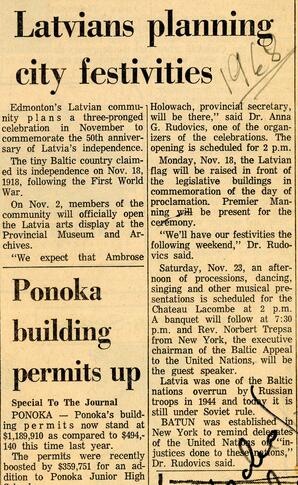 Latvians planning
city festivities
1968
Edmonton's Latvian commu-
nity plans a three-pronged
celebration in November to
commemorate the 50th anniver-
sary of Latvia's independence.
The tiny Baltic country claim-
ed its independence on Nov. 18,
1918, following the First World
War.
On Nov. 2, members of the
community will officially open
the Latvia arts display at the
Provincial Museum and Ar-
chives.
"We expect that Ambrose
Holowach, provincial secretary,
will be there," said Dr. Anna
G. Rudovics, one of the organ-
izers of the celebrations. The
opening is scheduled for 2 p.m.
Monday, Nov. 18, the Latvian
flag will be raised in front of
the legislative buildings in
commemoration of the day of
proclamation. Premier Man-
ning will be present for the
ceremony.
"We'll have our festivities the
following weekend," Dr. Rudo-
vics said.
Saturday, Nov. 23, an after-
noon of processions, dancing,
singing and other musical pres-
entations is scheduled for the
Chateau Lacombe at 2 p.m.
A banquet will follow at 7:30
p.m. and Rev. Norbert Trepsa
from New York, the executive
chairman of the Baltic Appeal
to the United Nations, will be
the guest speaker.
Latvia was one of the Baltic
nations overrun by Russian
troops in 1944 and today it is
still under Soviet rule.
BATUN was established in
New York to remind delegates
of the United Nations of "in-
justices done to these nations,"
Dr. Rudovics said.
Ponoka
building
permits up
Special To The Journal
PONOKA — Ponoka's build-
ing permits now stand at
$1,189,910 as compared to $494,-
140 this time last year.
The permits were recently
boosted by $359,751 for an ad-
dition to Ponoka Junior High